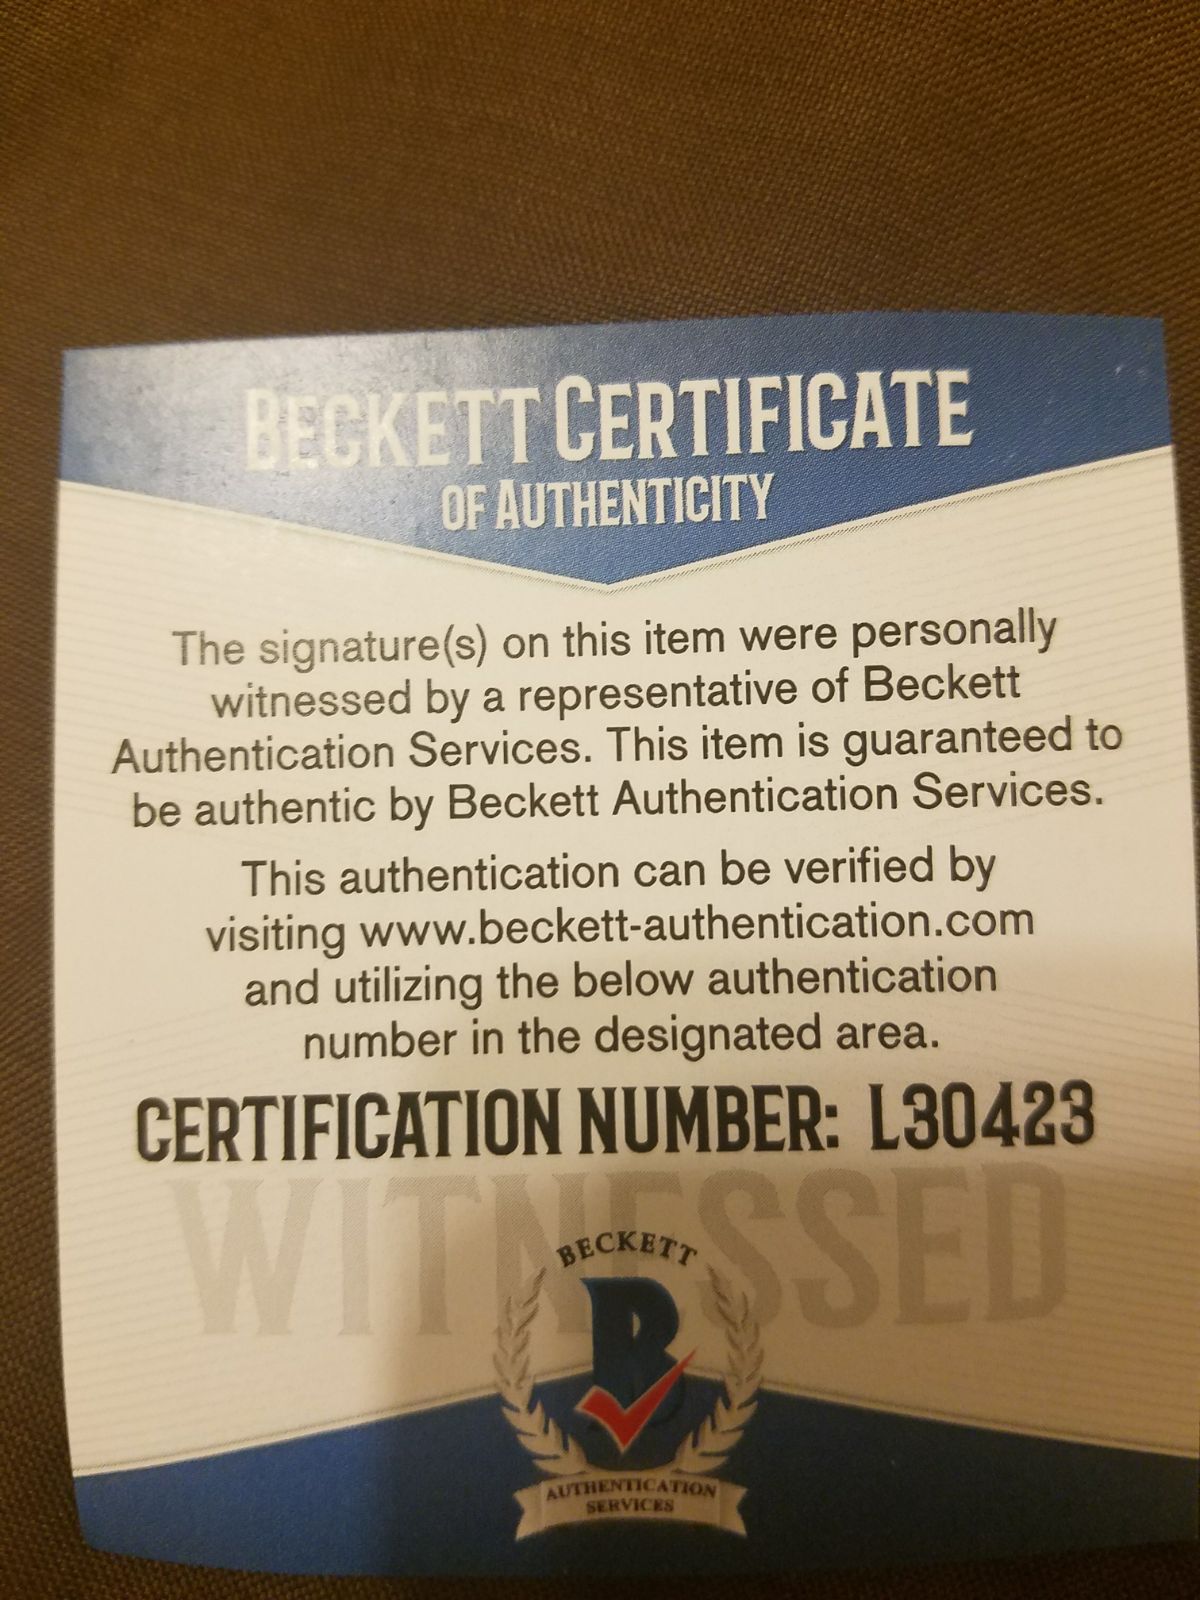 BECKETT CERTIFICATE
OF AUTHENTICITY
The signature(s) on this item were personally
witnessed by a representative of Beckett
Authentication Services. This item is guaranteed to
be authentic by Beckett Authentication Services.
This authentication can be verified by
visiting www.beckett-authentication.com
and utilizing the below authentication
number in the designated area.
CERTIFICATION NUMBER: L30423
WITNESSED
BECKETT
B
AUTHENTICATION
SERVICES